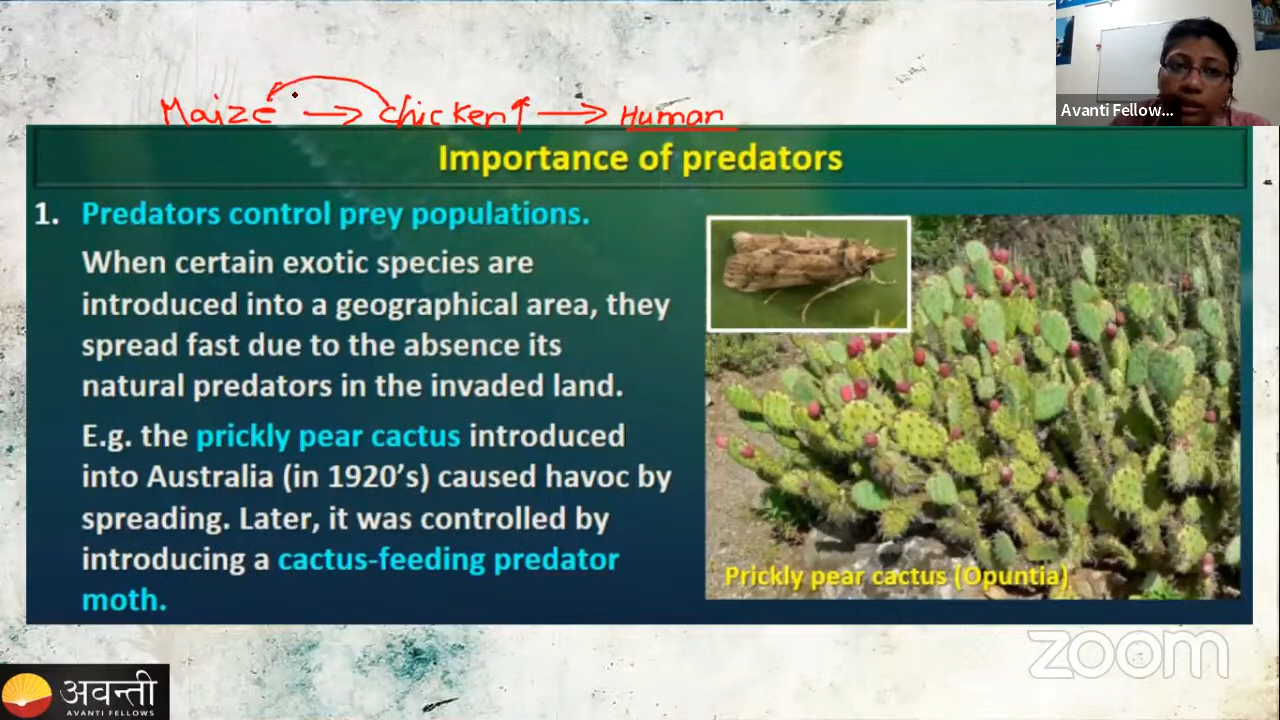 Avanti Fellow...
Maize → Chicken↑ → Human
Importance of predators
1. Predators control prey populations.
When certain exotic species are
introduced into a geographical area, they
spread fast due to the absence its
natural predators in the invaded land.
E.g. the prickly pear cactus introduced
into Australia (in 1920's) caused havoc by
spreading. Later, it was controlled by
introducing a cactus-feeding predator
moth.
Prickly pear cactus (Opuntia)
zoom
अवन्ती
AVANTI FELLOWS